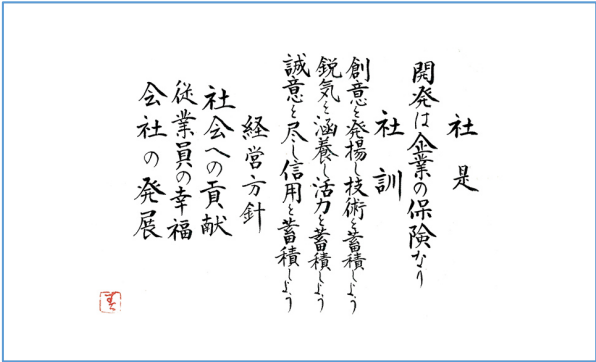 社是
開発は企業の保険なり
社訓
創意を発揚し技術を蓄積しよう
鋭気を涵養し活力を蓄積しよう
誠意を尽し信用を蓄積しよう
経営方針
社会への貢献
従業員の幸福
会社の発展